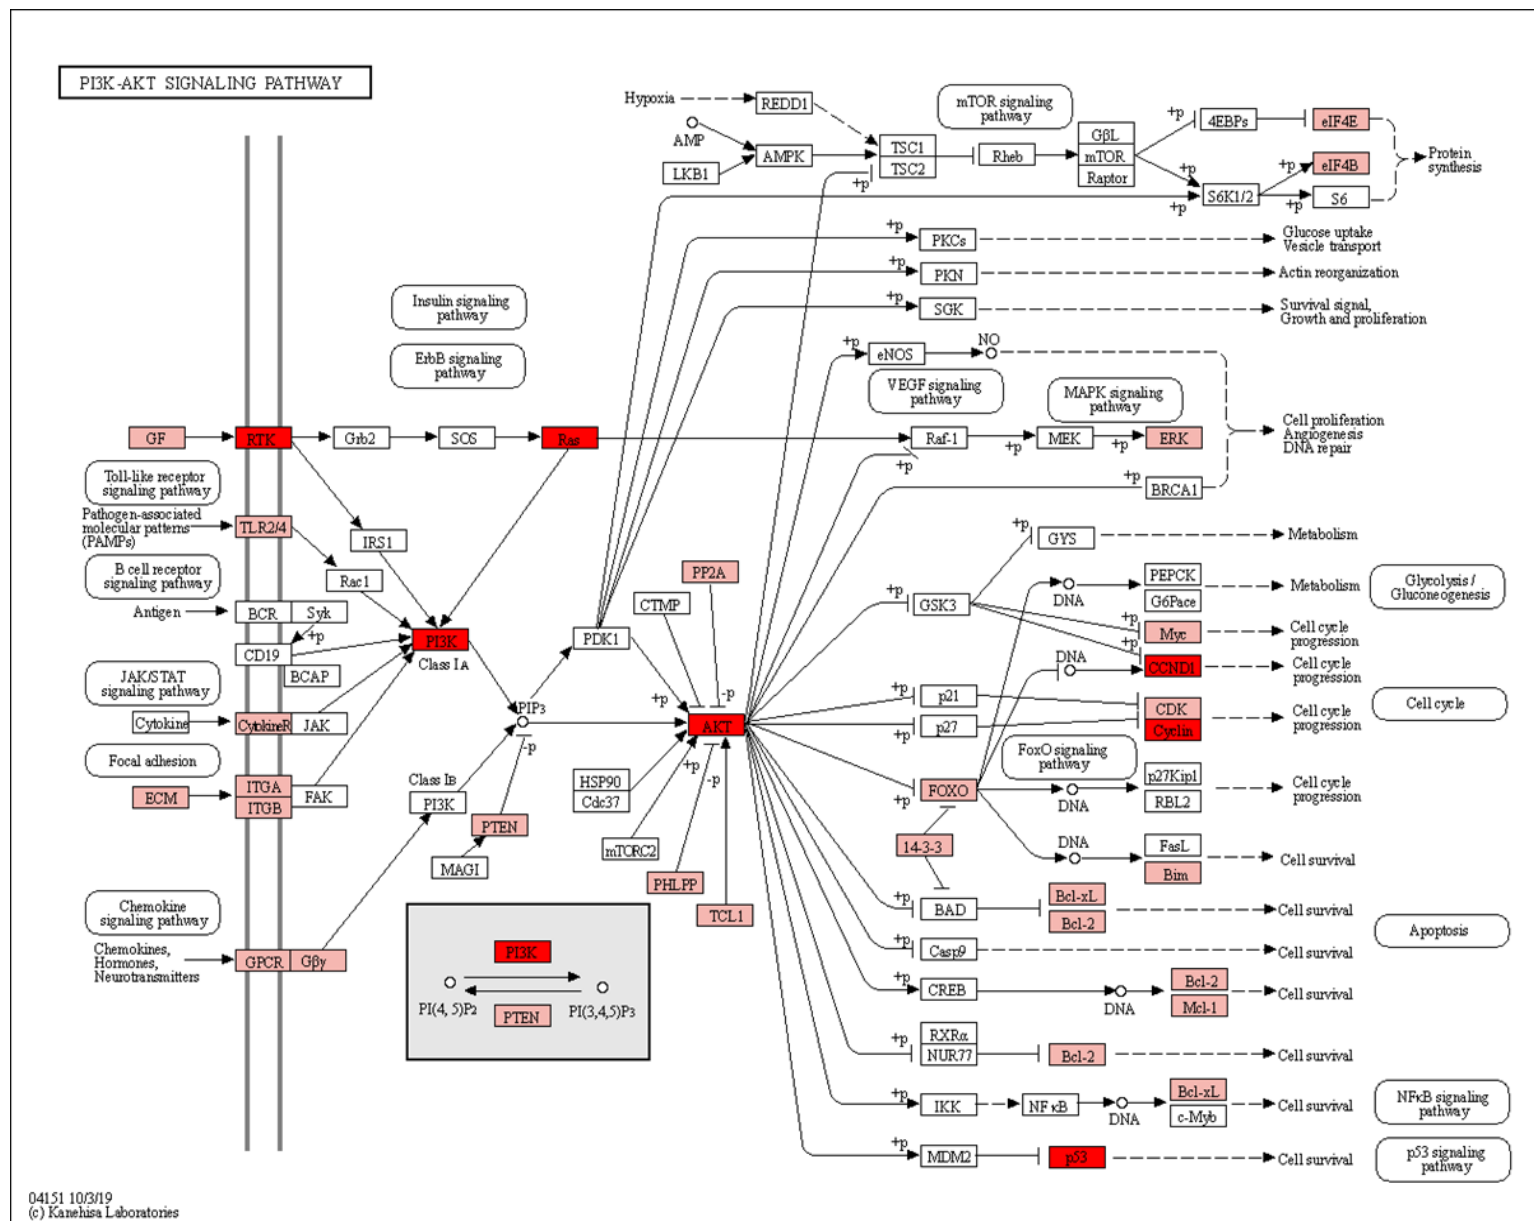 PI3K-AKT SIGNALING PATHWAY
Hypoxia
REDD1
mTOR signaling
pathway
AMP
LKB1
AMPK
TSC1
TSC2
+p
Rheb
GβL
mTOR
Raptor
+p
4EBPs
eIF4E
+p
+p
eIF4B
S6K1/2
+p
+p
S6
Protein
synthesis
+p
PKCs
Glucose uptake
Vesicle transport
+p
PKN
Actin reorganization
+p
SGK
Survival signal,
Growth and proliferation
Insulin signaling
pathway
ErbB signaling
pathway
+p
eNOS
NO
VEGF signaling
pathway
MAPK signaling
pathway
GF
RTK
Grb2
SOS
Ras
Raf-1
+p
MEK
+p
ERK
+p
Cell proliferation
Angiogenesis
DNA repair
+p
BRCA1
Toll-like receptor
signaling pathway
Pathogen-associated
molecular patterns
(PAMPs)
TLR2/4
IRS1
Rac1
B cell receptor
signaling pathway
Antigen
BCR
Syk
+p
CD19
BCAP
PI3K
Class IA
PDK1
CTMP
PP2A
-p
+p
+p
GYS
Metabolism
+p
GSK3
DNA
PEPCK
G6Pace
Metabolism
Glycolysis /
Gluconeogenesis
+p
Myc
Cell cycle
progression
DNA
+p
CCND1
Cell cycle
progression
JAK/STAT
signaling pathway
Cytokine
CytokineR
JAK
PIP3
-p
AKT
+p
p21
+p
p27
CDK
Cyclin
Cell cycle
progression
Cell cycle
Focal adhesion
ECM
ITGA
ITGB
FAK
Class IB
PI3K
PTEN
MAGI
HSP90
Cdc37
+p
-p
mTORC2
PHLPP
TCL1
FoxO signaling
pathway
+p
FOXO
DNA
p27Kip1
RBL2
Cell cycle
progression
14-3-3
DNA
FasL
Bim
Cell survival
+p
BAD
Bcl-xL
Bcl-2
Cell survival
Apoptosis
+p
Casp9
Cell survival
Chemokine
signaling pathway
Chemokines,
Hormones,
Neurotransmitters
GPCR
Gβγ
PI3K
PI(4, 5)P2
PI(3,4,5)P3
PTEN
+p
CREB
DNA
Bcl-2
Mcl-1
Cell survival
+p
RXRα
NUR77
Bcl-2
Cell survival
+p
IKK
NFκB
DNA
Bcl-xL
c-Myb
Cell survival
NFκB signaling
pathway
+p
MDM2
p53
Cell survival
p53 signaling
pathway
04151 10/3/19
(c) Kanehisa Laboratories